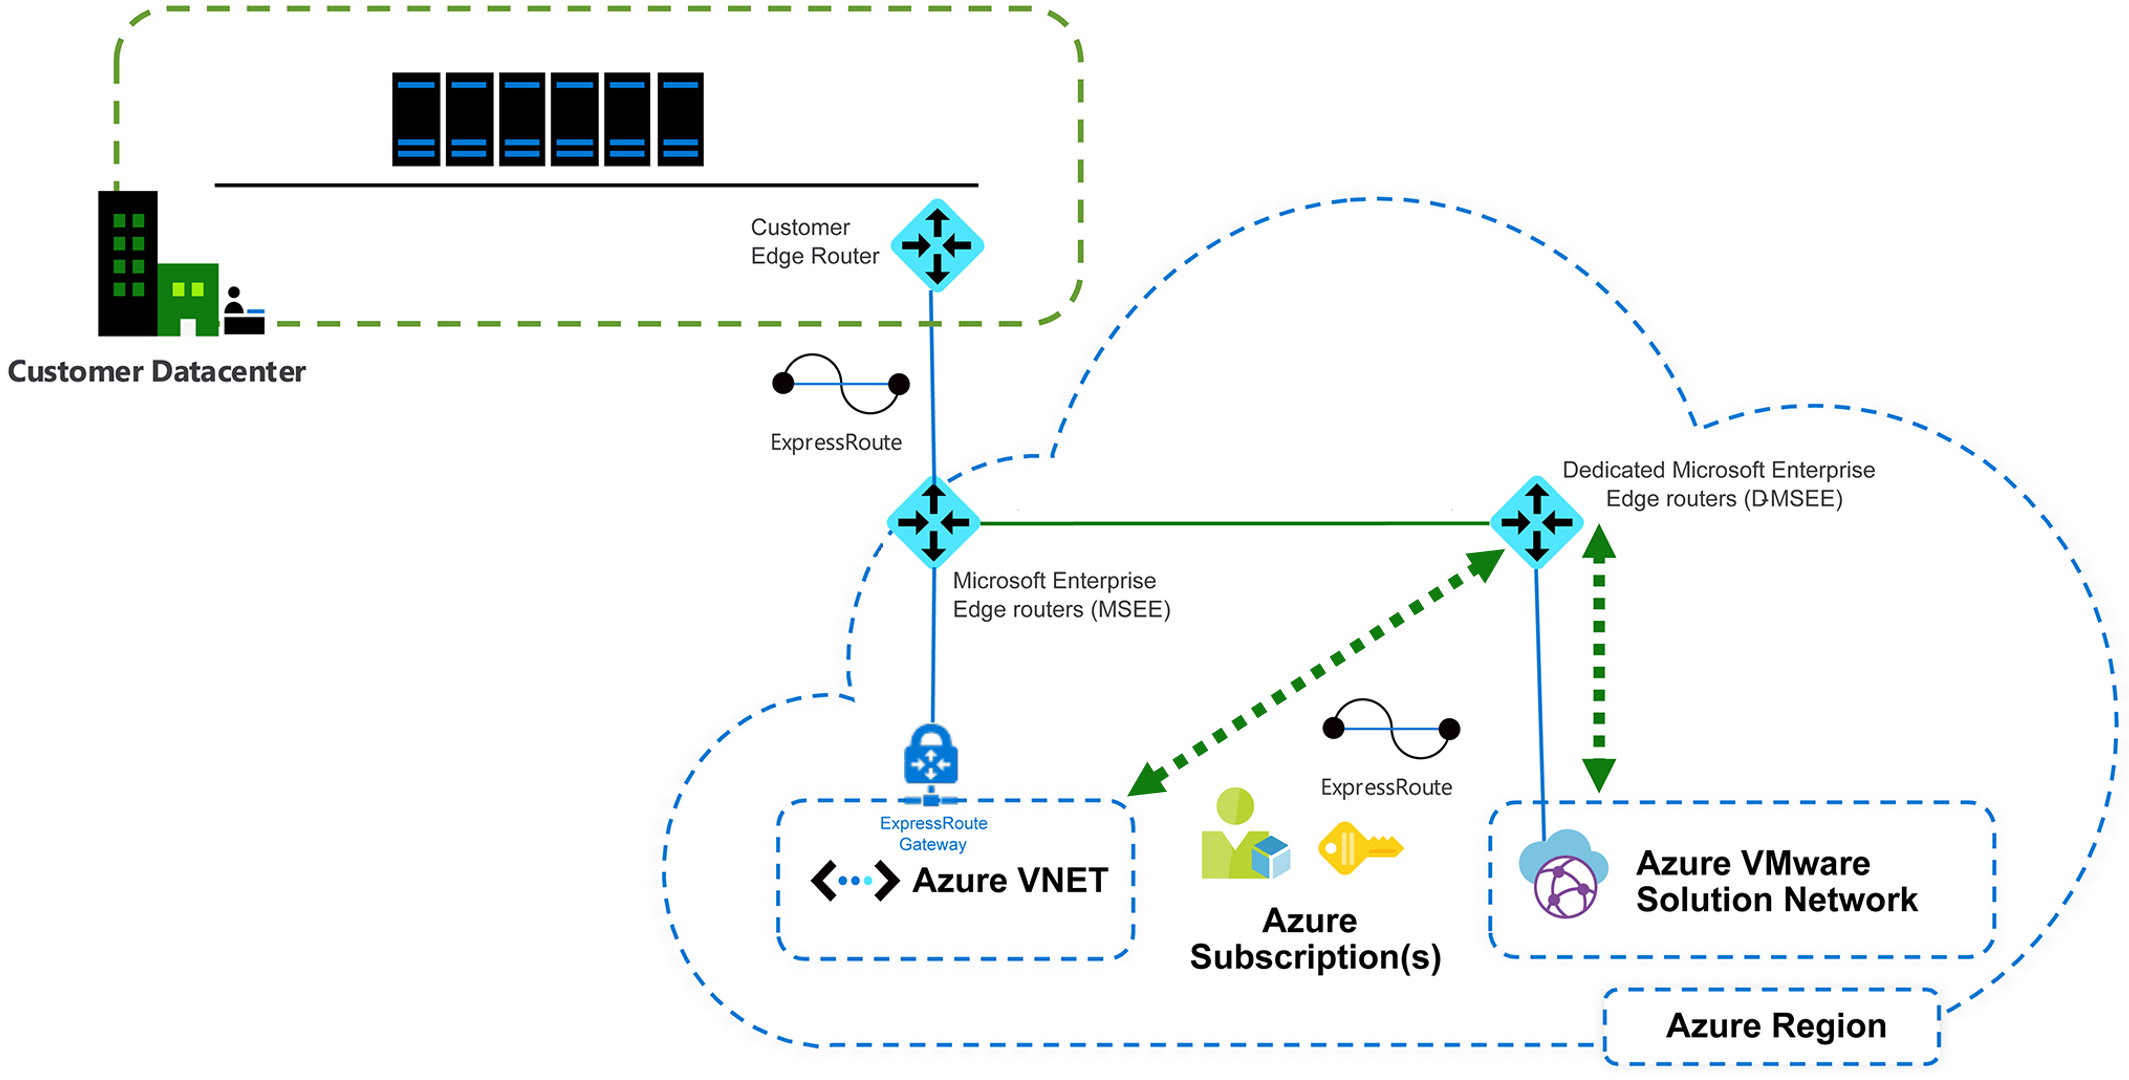 Customer
Edge Router
Customer Datacenter
ExpressRoute
Dedicated Microsoft Enterprise
Edge routers (D-MSEE)
Microsoft Enterprise
Edge routers (MSEE)
ExpressRoute
ExpressRoute
Gateway
Azure VNET
Azure
Subscription(s)
Azure VMware
Solution Network
Azure Region